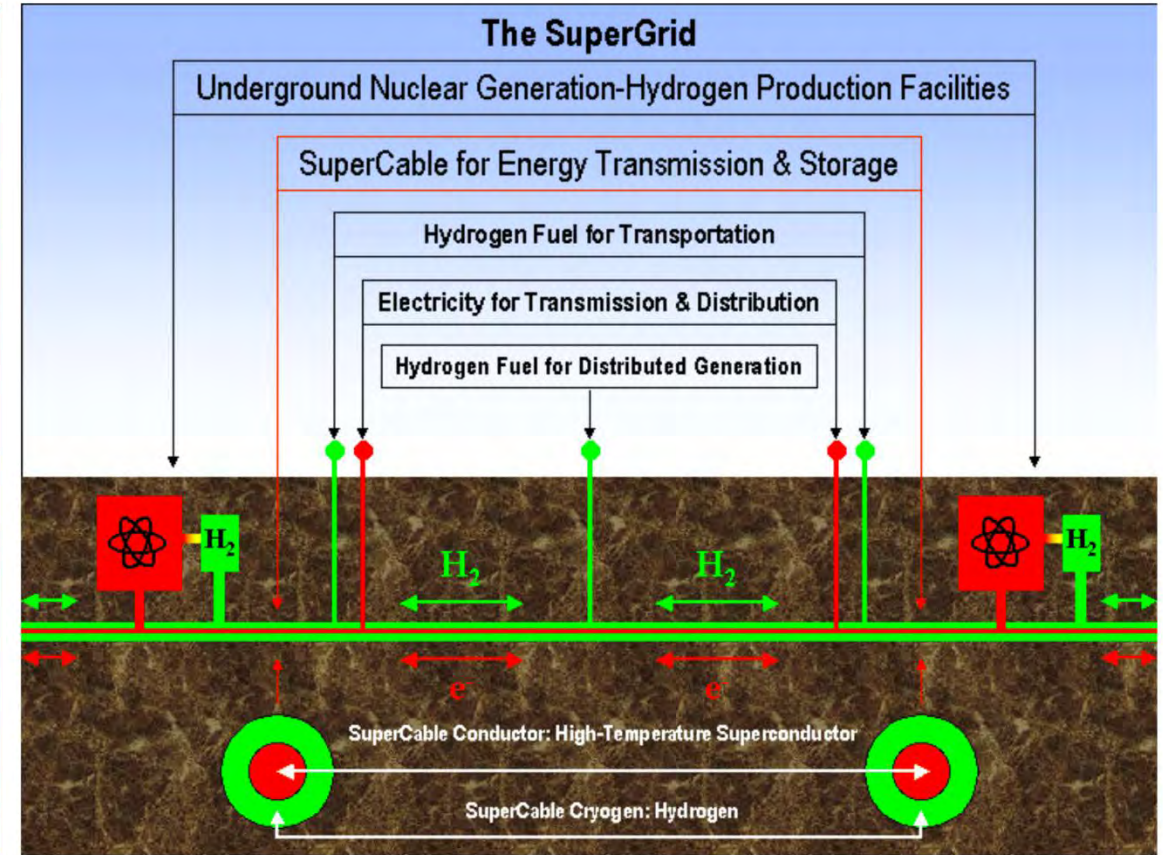 The SuperGrid
Underground Nuclear Generation-Hydrogen Production Facilities
SuperCable for Energy Transmission & Storage
Hydrogen Fuel for Transportation
Electricity for Transmission & Distribution
Hydrogen Fuel for Distributed Generation
H₂ H₂
H₂ H₂
e⁻ e⁻
SuperCable Conductor: High-Temperature Superconductor
SuperCable Cryogen: Hydrogen